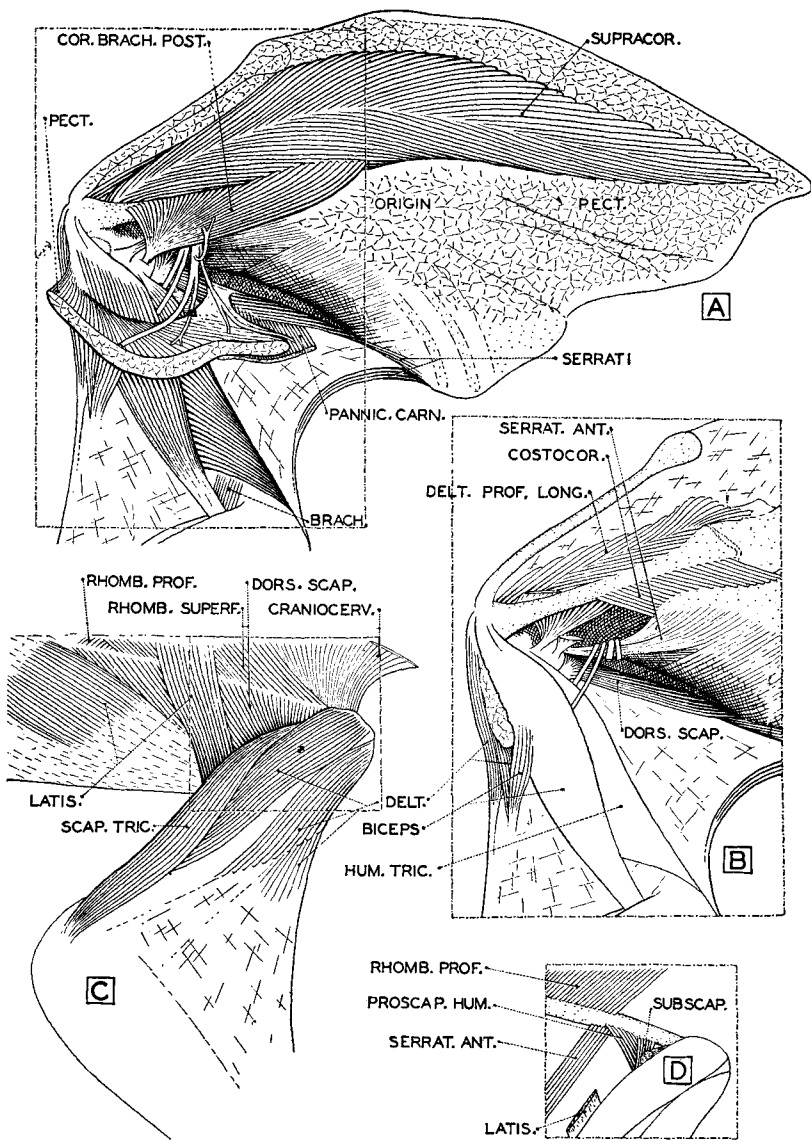 COR. BRACH. POST.
SUPRACOR.
PECT.
ORIGIN PECT.
A
SERRATI
PANNIC. CARN.
BRACH.
SERRAT. ANT.
COSTOCOR.
DELT. PROF. LONG.
DORS. SCAP.
B
RHOMB. PROF.
RHOMB. SUPERF.
DORS. SCAP.
CRANIOCERV.
LATIS.
SCAP. TRIC.
DELT.
BICEPS
HUM. TRIC.
C
RHOMB. PROF.
PROSCAP. HUM.
SERRAT. ANT.
SUBSCAP.
D
LATIS.